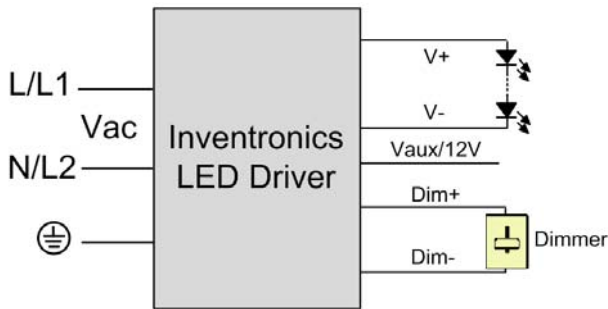 L/L1
Vac
N/L2
Inventronics
LED Driver
V+
V-
Vaux/12V
Dim+
Dim-
Dimmer